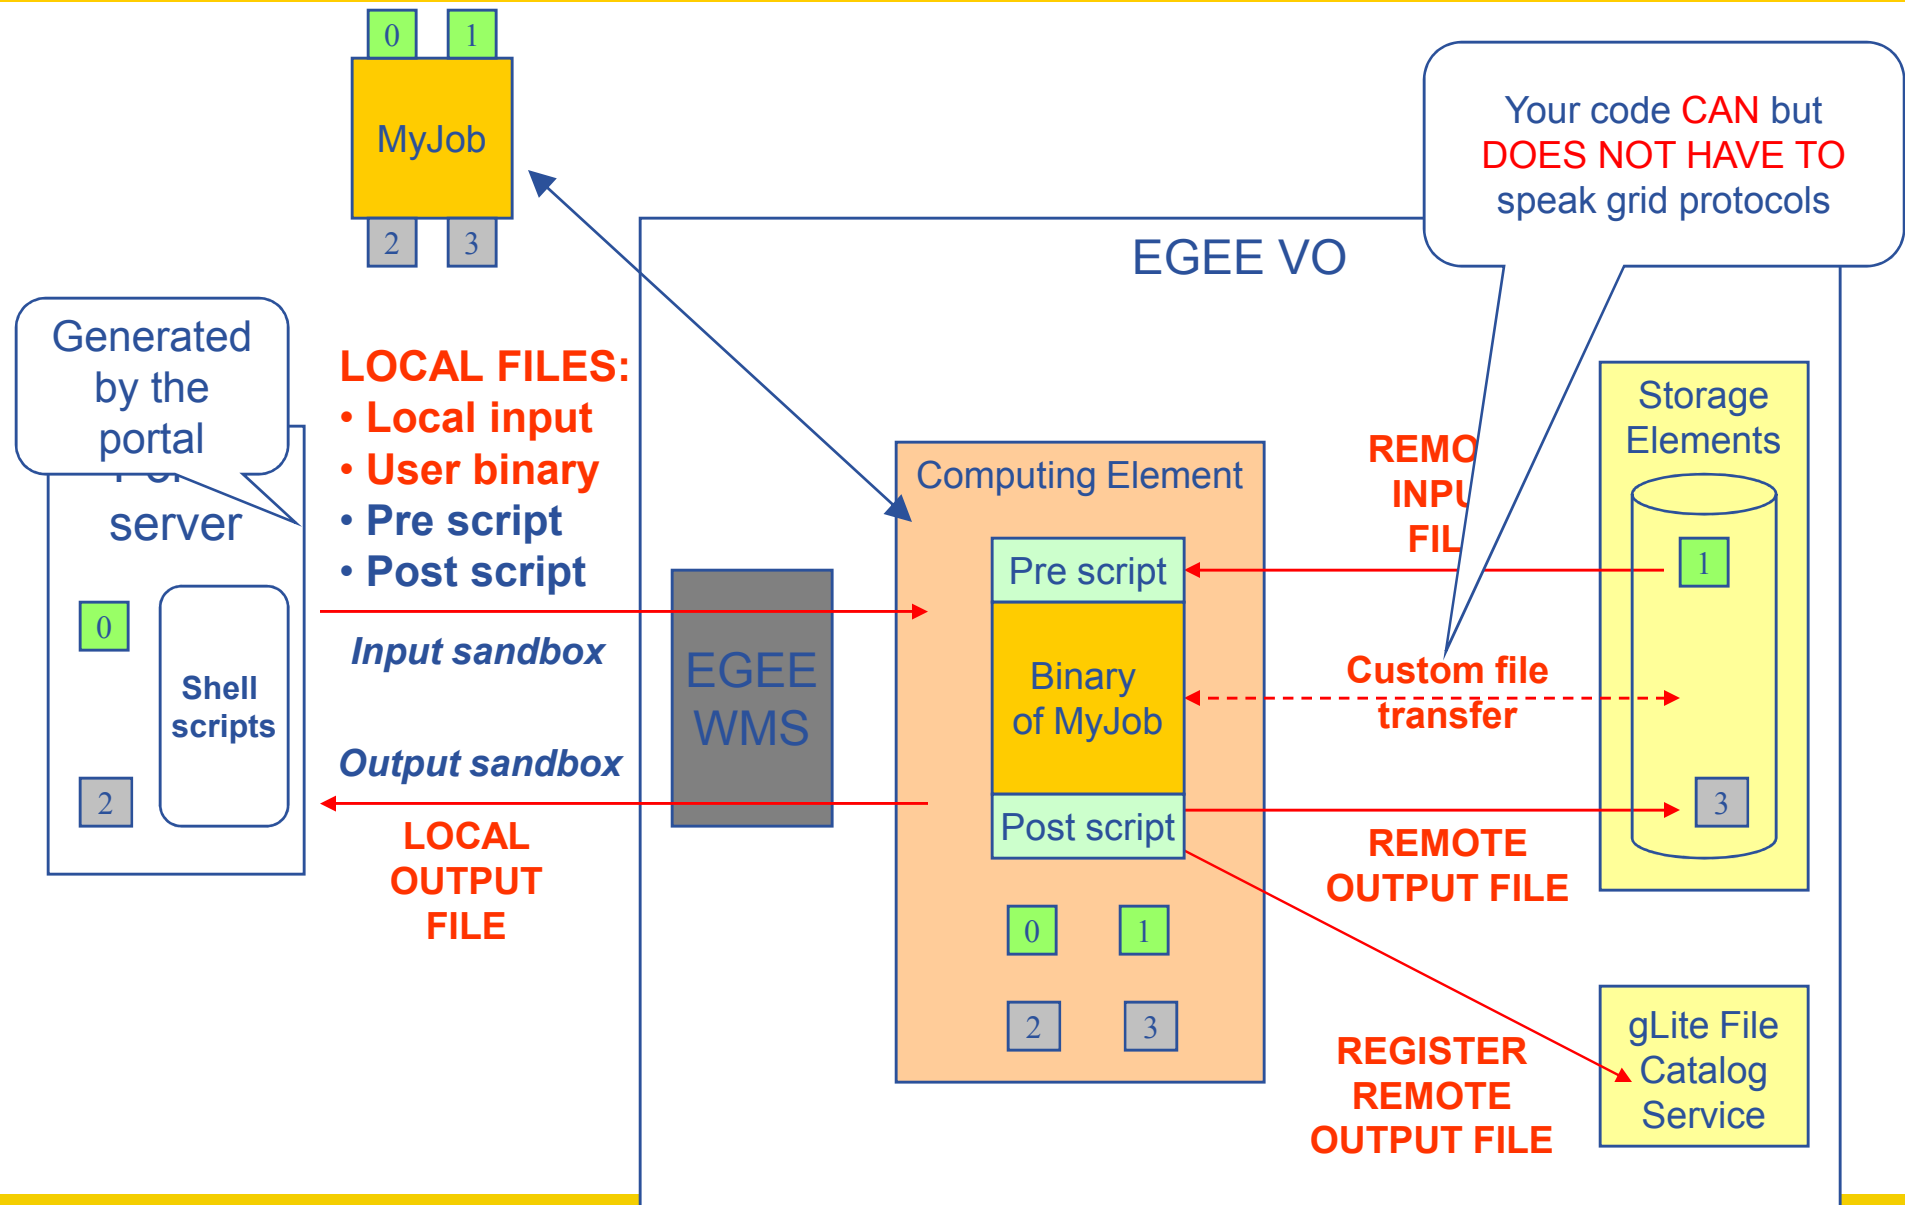 0 1
MyJob
2 3
Your code CAN but
DOES NOT HAVE TO
speak grid protocols
EGEE VO
Generated
by the
portal
server
0
2
Shell
scripts
LOCAL FILES:
• Local input
• User binary
• Pre script
• Post script
Input sandbox
Output sandbox
LOCAL
OUTPUT
FILE
EGEE
WMS
Computing Element
Pre script
Binary
of MyJob
Post script
0 1
2 3
REMO
INPU
FIL
Custom file
transfer
REMOTE
OUTPUT FILE
REGISTER
REMOTE
OUTPUT FILE
Storage
Elements
1
3
gLite File
Catalog
Service